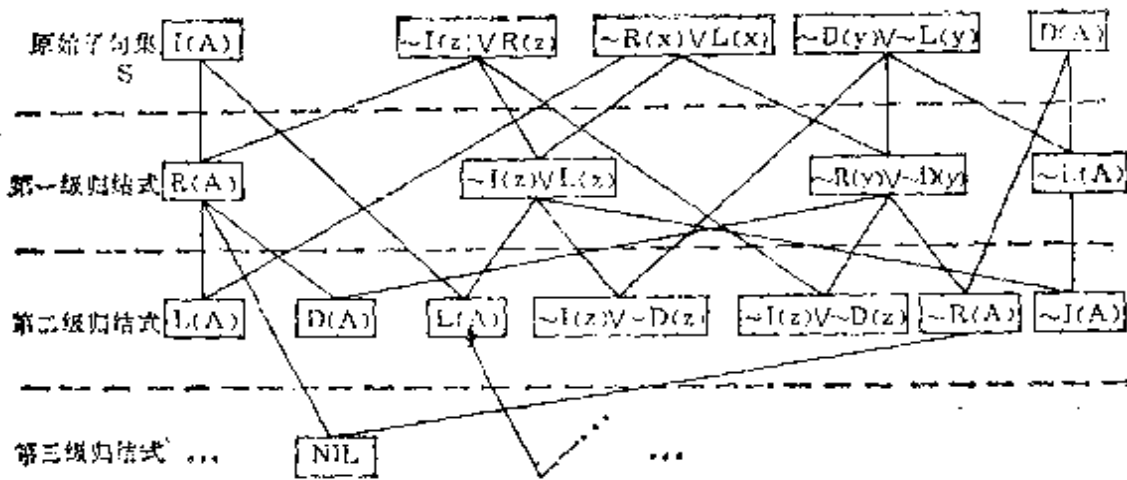 原始子句集 I(A) ~I(z)∨R(z) ~R(x)∨L(x) ~D(y)∨~L(y) D(A)
S
第一级归结式 R(A) ~I(z)∨L(z) ~R(y)∨~D(y) ~L(A)
第二级归结式 L(A) D(A) L(A) ~I(z)∨~D(z) ~I(z)∨~D(z) ~R(A) ~I(A)
第三级归结式 ... NIL ... ...